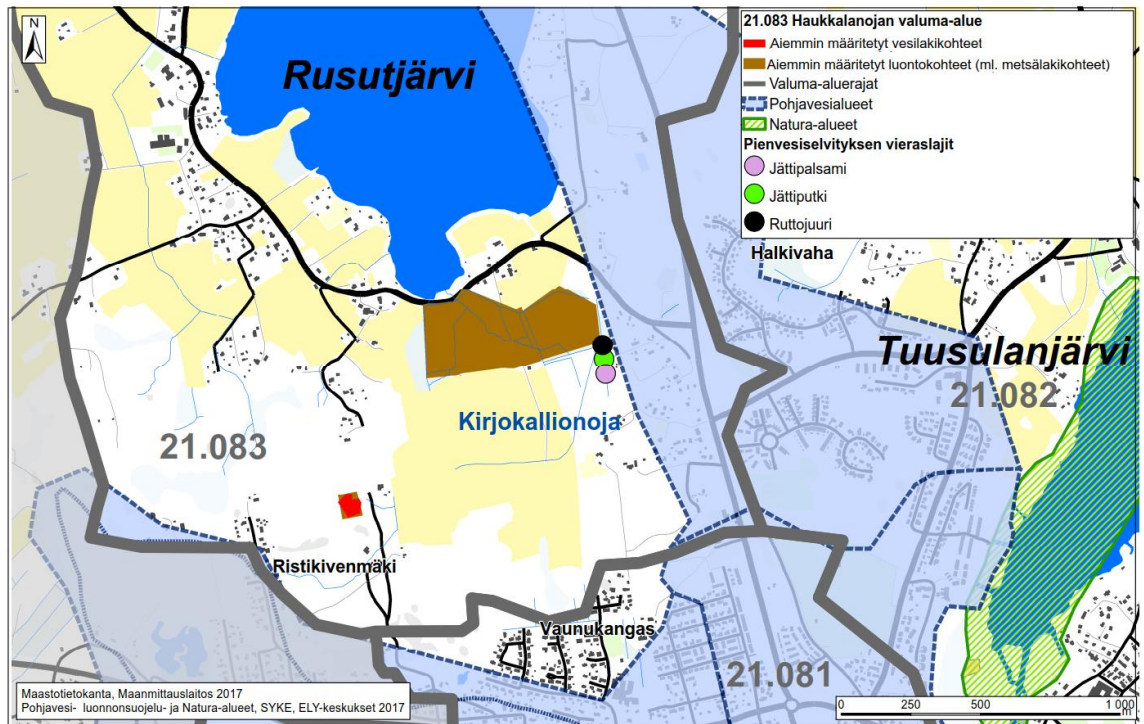 N
Rusutjärvi
21.083 Haukkalanojan valuma-alue
Aiemmin määritetyt vesilakikohteet
Aiemmin määritetyt luontokohteet (ml. metsälakikohteet)
Valuma-aluerajat
Pohjavesialueet
Natura-alueet
Pienvesiselvityksen vieraslajit
Jättipalsami
Jättiputki
Ruttojuuri
Halkivaha
Tuusulanjärvi
21.082
Kirjokallionoja
21.083
Ristikivenmäki
Vaunukangas
21.081
Maastotietokanta, Maanmittauslaitos 2017
Pohjavesi- luonnonsuojelu- ja Natura-alueet, SYKE, ELY-keskukset 2017
0 250 500 1 000
m